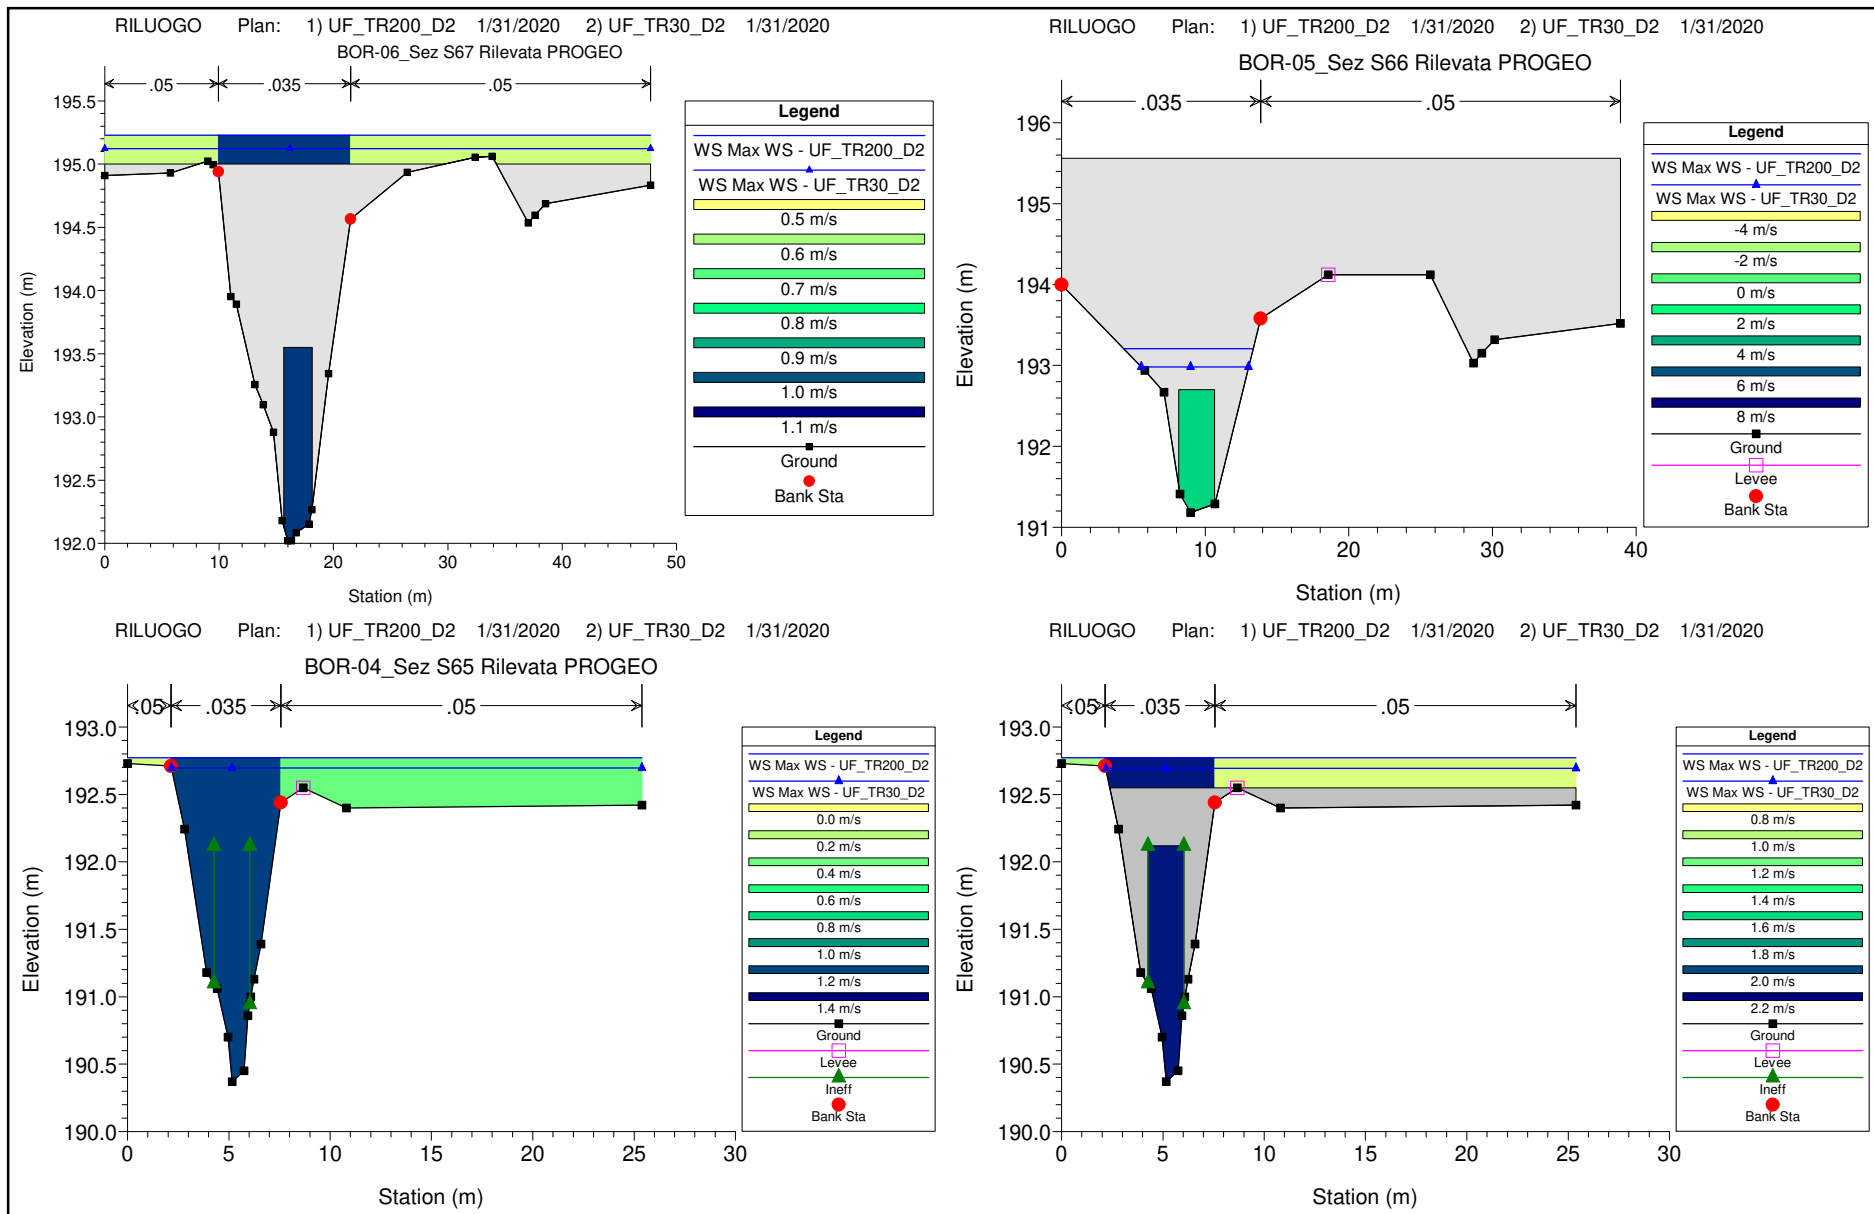 RILUOGO Plan: 1) UF_TR200_D2 1/31/2020 2) UF_TR30_D2 1/31/2020
BOR-06_Sez S67 Rilevata PROGEO
.05 .035 .05
195.5
195.0
194.5
194.0
193.5
193.0
192.5
192.0
Elevation (m)
0 10 20 30 40 50
Station (m)
Legend
WS Max WS - UF_TR200_D2
WS Max WS - UF_TR30_D2
0.5 m/s
0.6 m/s
0.7 m/s
0.8 m/s
0.9 m/s
1.0 m/s
1.1 m/s
Ground
Bank Sta
RILUOGO Plan: 1) UF_TR200_D2 1/31/2020 2) UF_TR30_D2 1/31/2020
BOR-05_Sez S66 Rilevata PROGEO
.035 .05
196
195
194
193
192
191
Elevation (m)
0 10 20 30 40
Station (m)
Legend
WS Max WS - UF_TR200_D2
WS Max WS - UF_TR30_D2
-4 m/s
-2 m/s
0 m/s
2 m/s
4 m/s
6 m/s
8 m/s
Ground
Levee
Bank Sta
RILUOGO Plan: 1) UF_TR200_D2 1/31/2020 2) UF_TR30_D2 1/31/2020
BOR-04_Sez S65 Rilevata PROGEO
.05 .035 .05
193.0
192.5
192.0
191.5
191.0
190.5
190.0
Elevation (m)
0 5 10 15 20 25 30
Station (m)
Legend
WS Max WS - UF_TR200_D2
WS Max WS - UF_TR30_D2
0.0 m/s
0.2 m/s
0.4 m/s
0.6 m/s
0.8 m/s
1.0 m/s
1.2 m/s
1.4 m/s
Ground
Levee
Ineff
Bank Sta
RILUOGO Plan: 1) UF_TR200_D2 1/31/2020 2) UF_TR30_D2 1/31/2020
.05 .035 .05
193.0
192.5
192.0
191.5
191.0
190.5
190.0
Elevation (m)
0 5 10 15 20 25 30
Station (m)
Legend
WS Max WS - UF_TR200_D2
WS Max WS - UF_TR30_D2
0.8 m/s
1.0 m/s
1.2 m/s
1.4 m/s
1.6 m/s
1.8 m/s
2.0 m/s
2.2 m/s
Ground
Levee
Ineff
Bank Sta